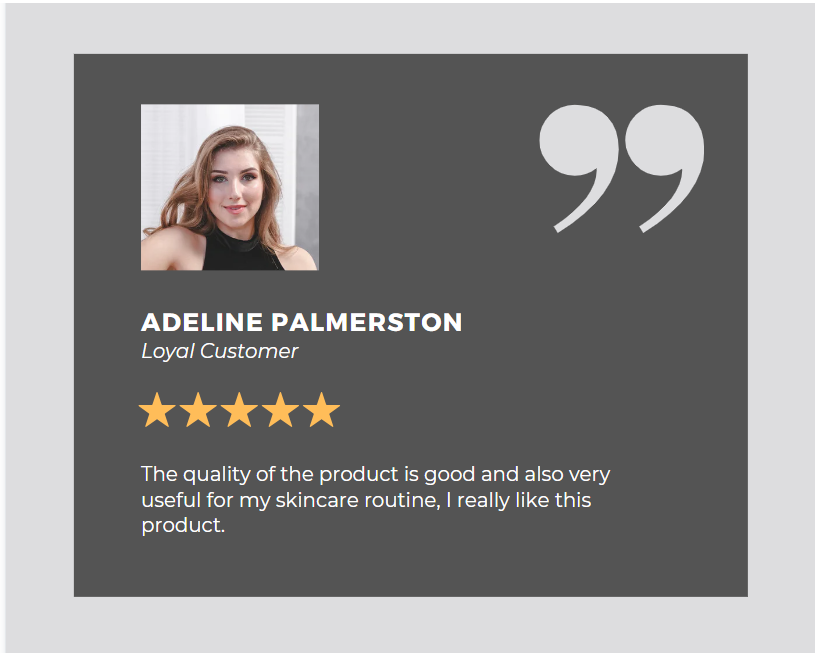 ”
ADELINE PALMERSTON
Loyal Customer
The quality of the product is good and also very
useful for my skincare routine, I really like this
product.